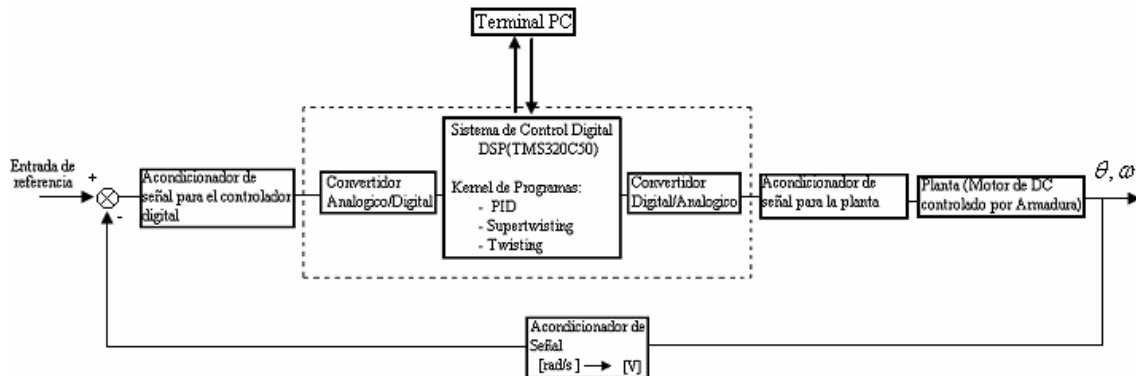 Terminal PC
Entrada de
referencia
+
-
Acondicionador de
señal para el controlador
digital
Convertidor
Analogico/Digital
Sistema de Control Digital
DSP(TMS320C50)
Kernel de Programas:
- PID
- Supertwisting
- Twisting
Convertidor
Digital/Analogico
Acondicionador de
señal para la planta
Planta (Motor de DC
controlado por Armadura)
θ, ω
Acondicionador de
Señal
[rad/s] → [V]